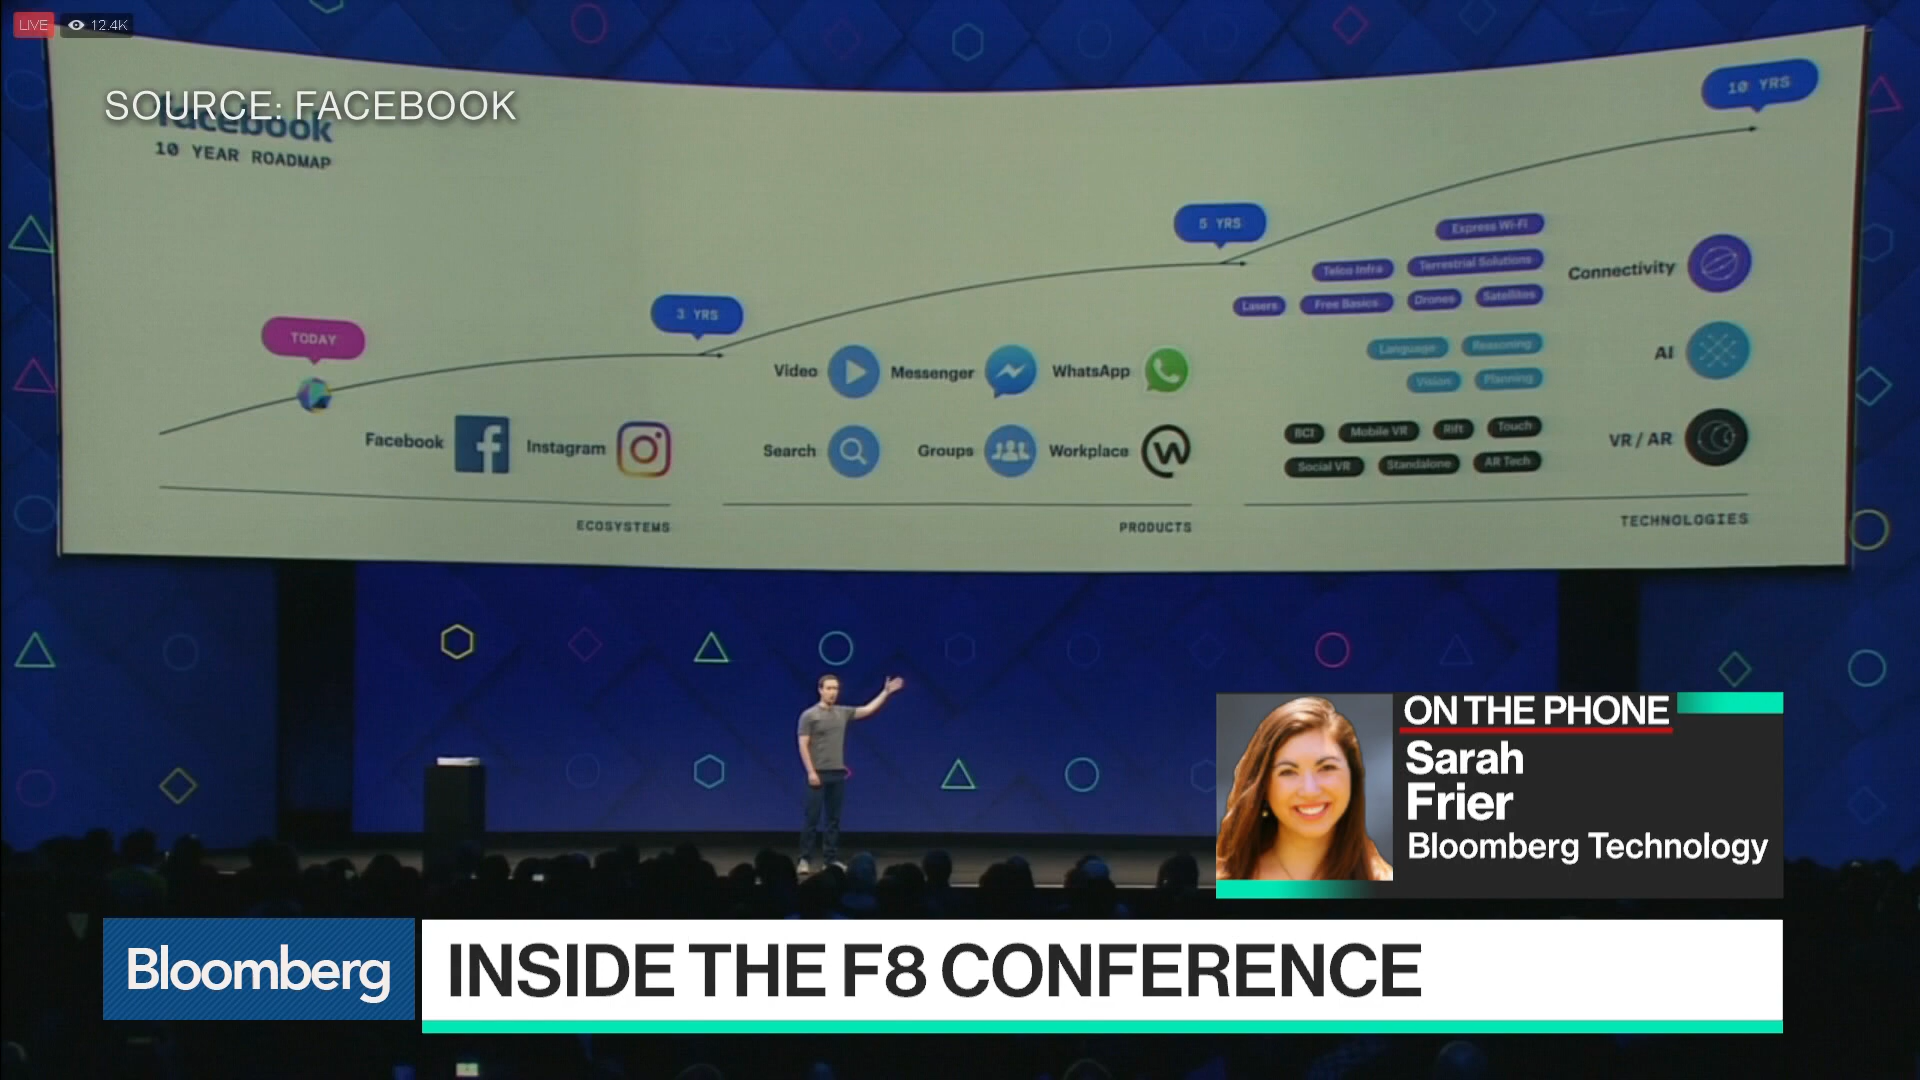 LIVE 12.4K
SOURCE: FACEBOOK
facebook
10 YEAR ROADMAP
10 YRS
5 YRS
3 YRS
TODAY
Facebook
Instagram
ECOSYSTEMS
Video
Messenger
WhatsApp
Search
Groups
Workplace
PRODUCTS
Express Wi-Fi
Telco Infra
Terrestrial Solutions
Lasers
Free Basics
Drones
Satellites
Connectivity
Language
Reasoning
Vision
Planning
AI
BCI
Mobile VR
Rift
Touch
Social VR
Standalone
AR Tech
VR / AR
TECHNOLOGIES
ON THE PHONE
Sarah
Frier
Bloomberg Technology
Bloomberg
INSIDE THE F8 CONFERENCE